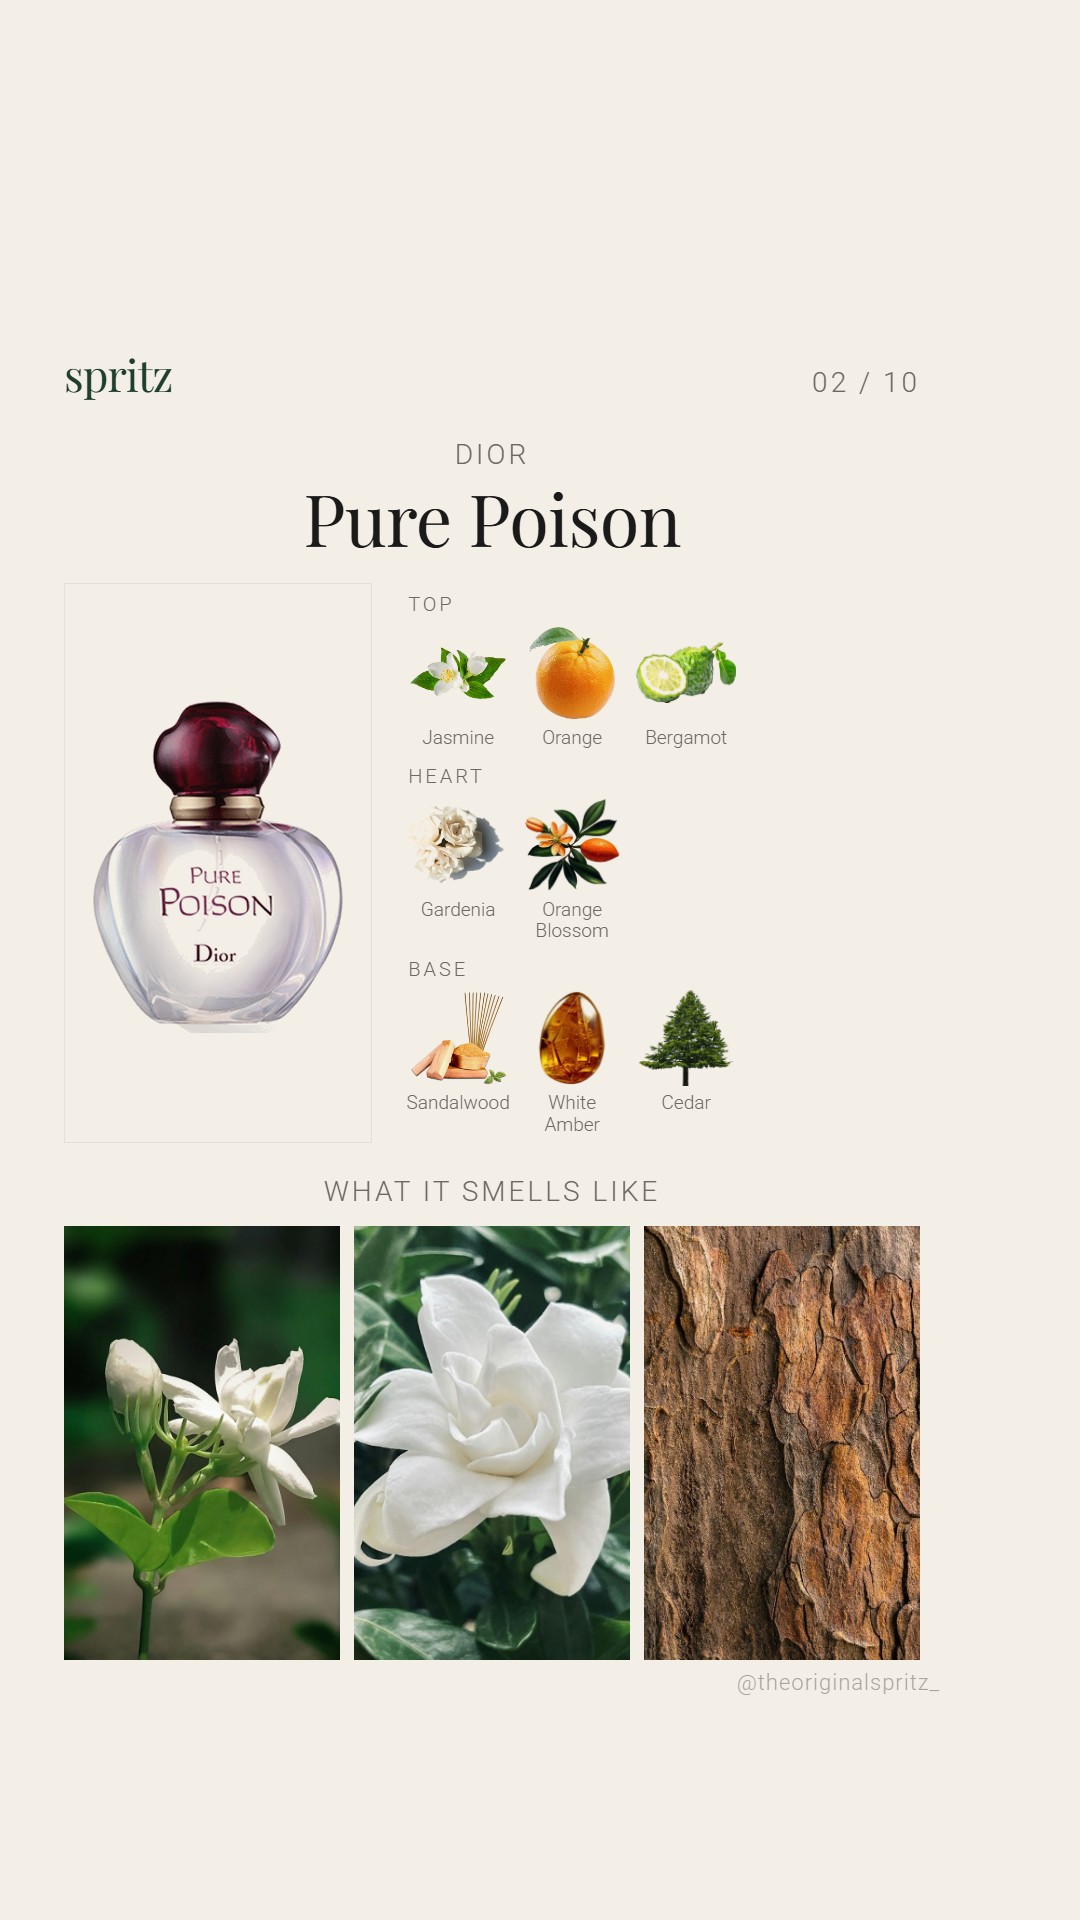 spritz
02 / 10
DIOR
Pure Poison
PURE
POISON
Dior
TOP
Jasmine
Orange
Bergamot
HEART
Gardenia
Orange
Blossom
BASE
Sandalwood
White
Amber
Cedar
WHAT IT SMELLS LIKE
@theoriginalspritz_